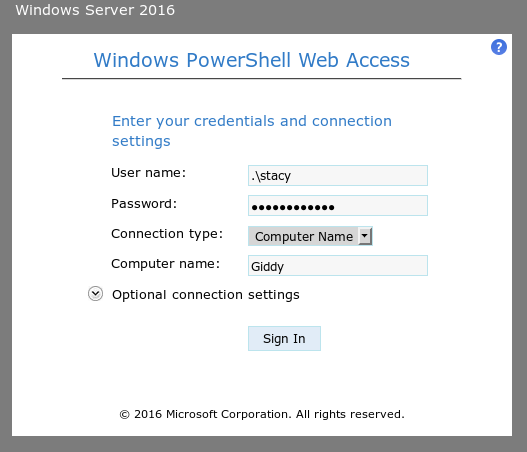 Windows Server 2016
?
Windows PowerShell Web Access
Enter your credentials and connection
settings
User name: .\stacy
Password: ●●●●●●●●●●●●
Connection type: Computer Name
Computer name: Giddy
Optional connection settings
Sign In
© 2016 Microsoft Corporation. All rights reserved.